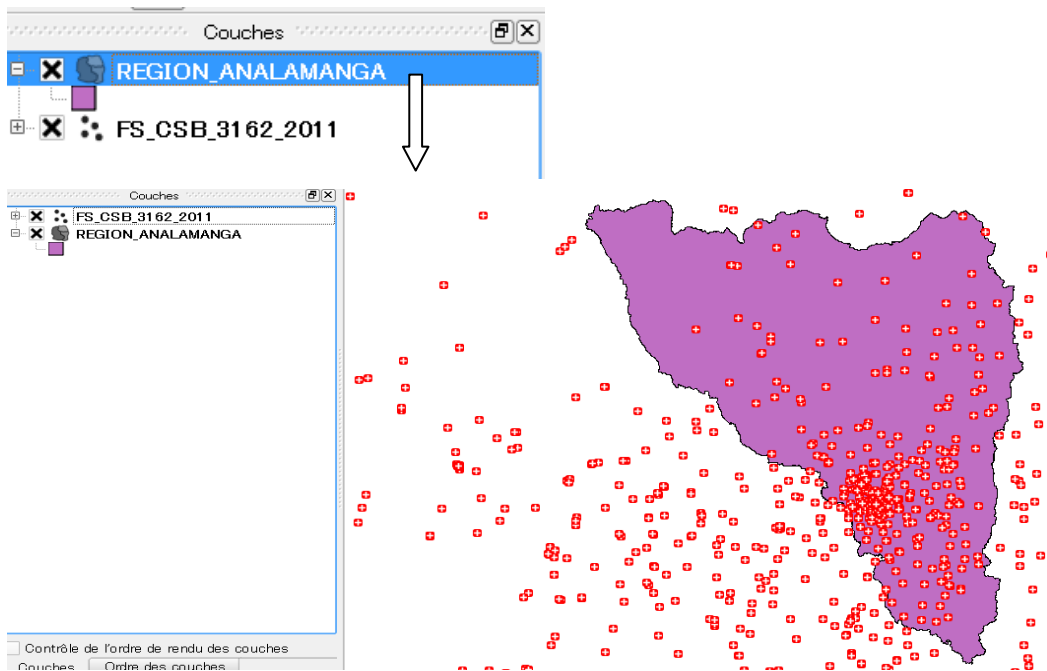 Couches
REGION_ANALAMANGA
FS_CSB_3162_2011
Couches
FS_CSB_3162_2011
REGION_ANALAMANGA
Contrôle de l'ordre de rendu des couches
Couches Ordre des couches